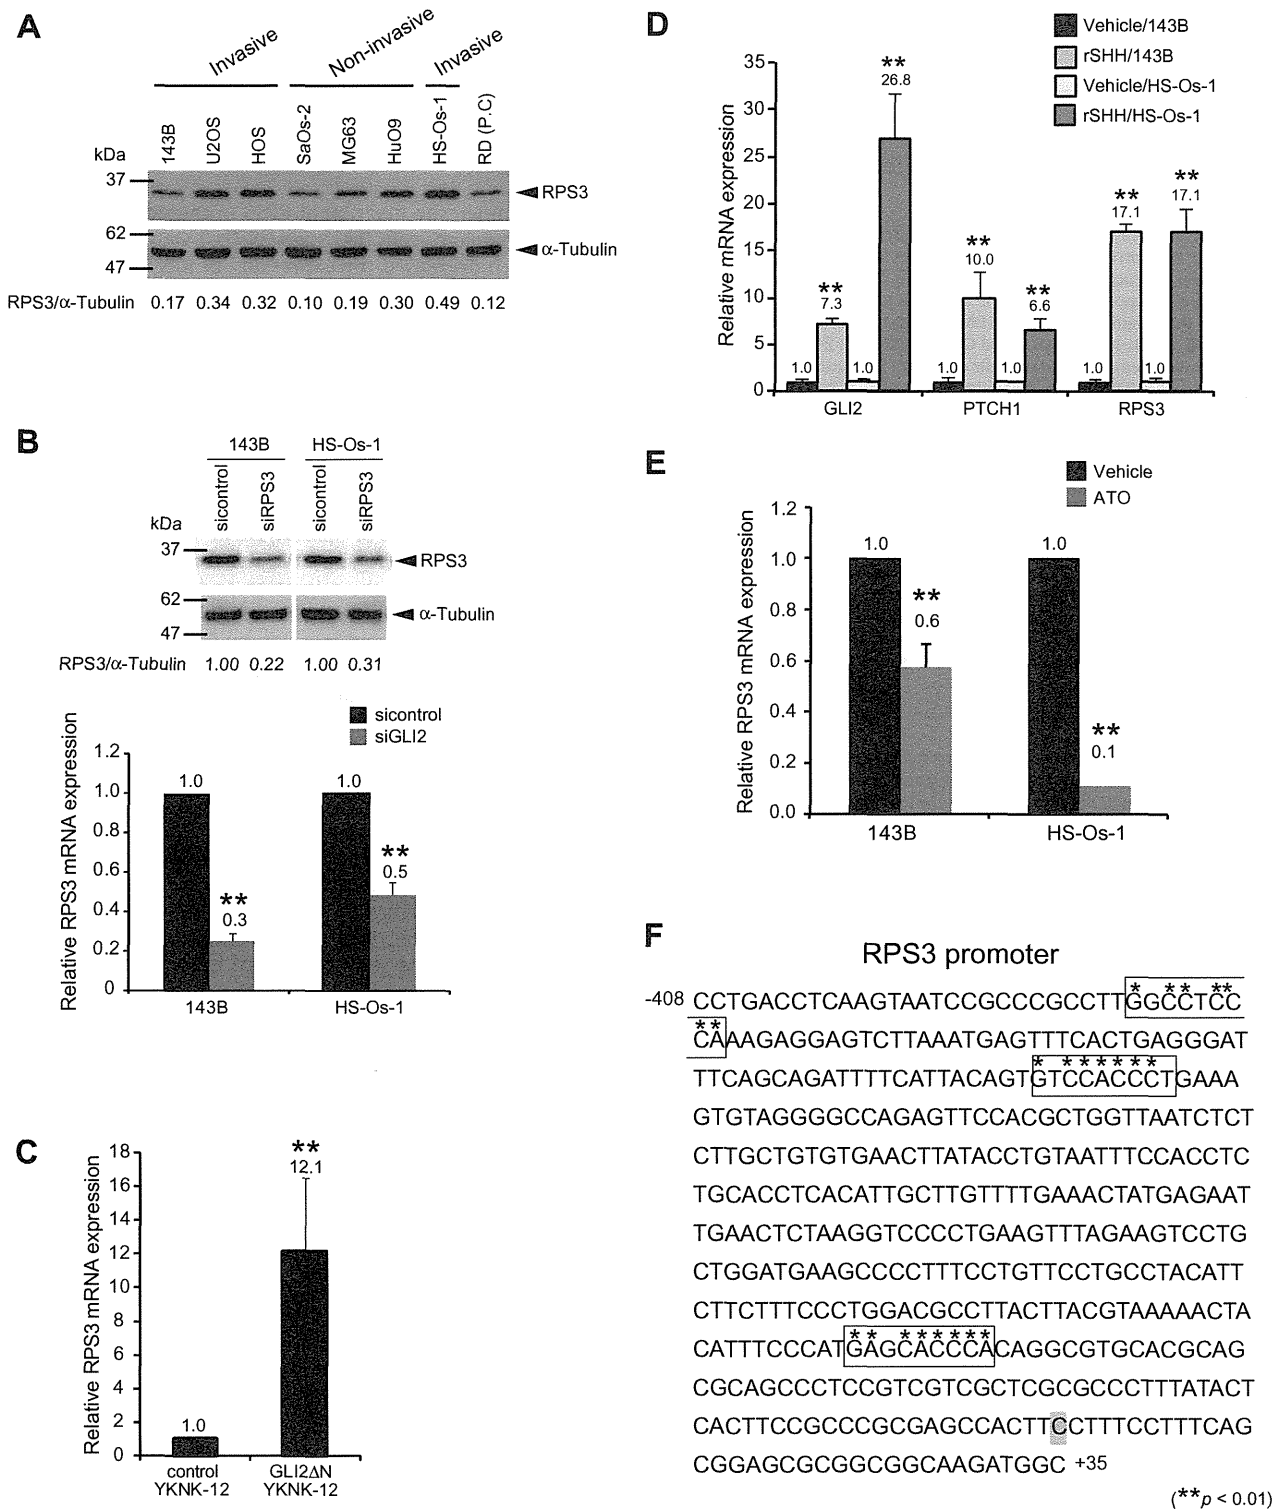 A
Invasive Non-invasive Invasive
143B U2OS HOS SaOs-2 MG63 HuO9 HS-Os-1 RD (P.C)
kDa
37
RPS3
62
α-Tubulin
47
RPS3/α-Tubulin 0.17 0.34 0.32 0.10 0.19 0.30 0.49 0.12
B
143B HS-Os-1
sicontrol siRPS3 sicontrol siRPS3
kDa
37
RPS3
62
α-Tubulin
47
RPS3/α-Tubulin 1.00 0.22 1.00 0.31
sicontrol
siGLI2
Relative RPS3 mRNA expression
1.2
1.0
0.8
0.6
0.4
0.2
0
1.0
**
0.3
1.0
**
0.5
143B HS-Os-1
C
Relative RPS3 mRNA expression
18
16
14
12
10
8
6
4
2
0
1.0
**
12.1
control GLI2ΔN
YKNK-12 YKNK-12
D
Vehicle/143B
rSHH/143B
Vehicle/HS-Os-1
rSHH/HS-Os-1
Relative mRNA expression
35
30
25
20
15
10
5
0
1.0
**
7.3
1.0
**
26.8
1.0
**
10.0
1.0
**
6.6
1.0
**
17.1
1.0
**
17.1
GLI2 PTCH1 RPS3
E
Vehicle
ATO
Relative RPS3 mRNA expression
1.2
1.0
0.8
0.6
0.4
0.2
0.0
1.0
**
0.6
1.0
**
0.1
143B HS-Os-1
F
RPS3 promoter
* ** **
-408 CCTGACCTCAAGTAATCCGCCCGCCTTGGCCTCC
**
CAAAGAGGAGTCTTAAATGAGTTTCACTGAGGGAT
* ******
TTCAGCAGATTTTCATTACAGTGTCCACCCTGAAA
GTGTAGGGGCCAGAGTTCCACGCTGGTTAATCTCT
CTTGCTGTGTGAACTTATACCTGTAATTTCCACCTC
TGCACCTCACATTGCTTGTTTTGAAACTATGAGAAT
TGAACTCTAAGGTCCCCTGAAGTTTAGAAGTCCTG
CTGGATGAAGCCCCTTTCCTGTTCCTGCCTACATT
CTTCTTTCCCTGGACGCCTTACTTACGTAAAAACTA
** ******
CATTTCCCATGAGCACCCACAGGCGTGCACGCAG
CGCAGCCCTCCGTCGTCGCTCGCGCCCTTTATACT
CACTTCCGCCCGCGAGCCACTTCCTTTCCTTTCAG
CGGAGCGCGGCGGCAAGATGGC +35
(**p < 0.01)